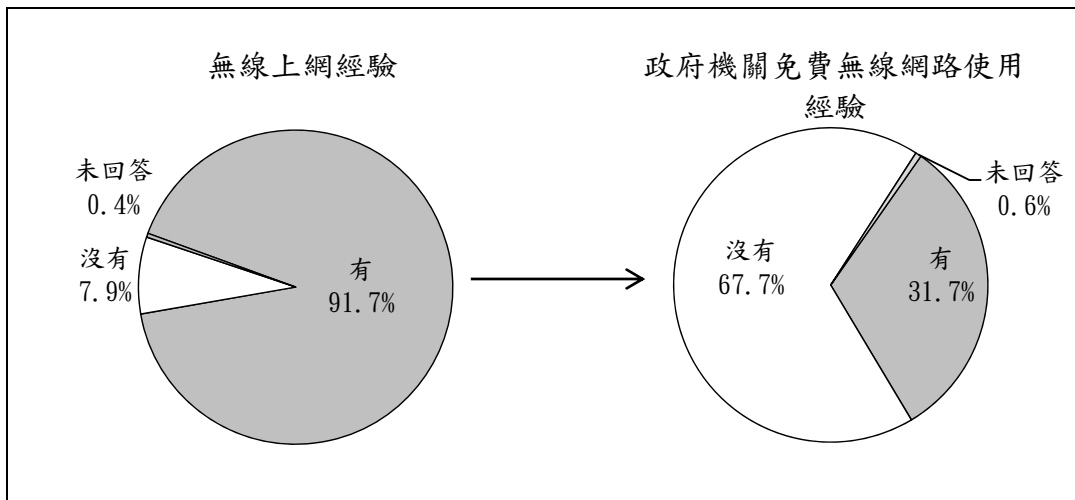 無線上網經驗
未回答
0.4%
沒有
7.9%
有
91.7%
政府機關免費無線網路使用
經驗
未回答
0.6%
沒有
67.7%
有
31.7%